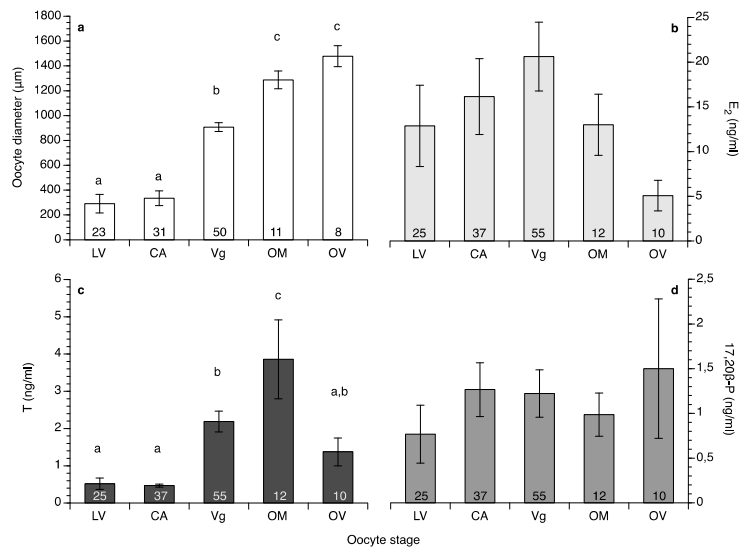 a
Oocyte diameter (µm)
1800
1600
1400
1200
1000
800
600
400
200
0
a
a
b
c
c
23
31
50
11
8
LV
CA
Vg
OM
OV
b
E2 (ng/ml)
25
20
15
10
5
0
25
37
55
12
10
LV
CA
Vg
OM
OV
c
T (ng/ml)
6
5
4
3
2
1
0
a
a
b
c
a,b
25
37
55
12
10
LV
CA
Vg
OM
OV
d
17,20β-P (ng/ml)
2,5
2
1,5
1
0,5
0
25
37
55
12
10
LV
CA
Vg
OM
OV
Oocyte stage